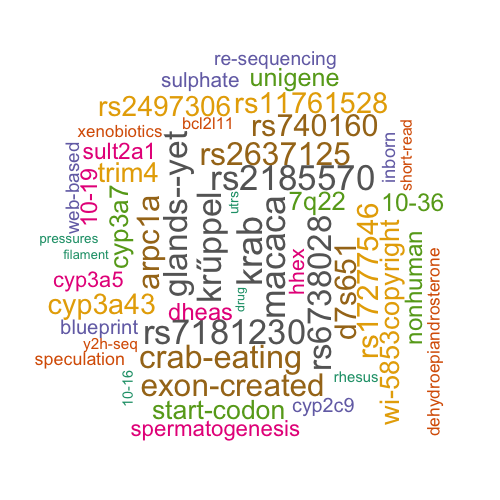 re-sequencing
sulphate
unigene
rs2497306
rs11761528
bcl2l11
xenobiotics
rs740160
short-read
sult2a1
rs2637125
inborn
web-based
10-19
trim4
glands---yet
rs2185570
utrs
7q22
10-36
cyp3a7
arpc1a
krűppel
krab
macaca
pressures
filament
hhex
rs6738028
d7s651
rs17277546
wi-5853copyright
nonhuman
dehydroepiandrosterone
cyp3a5
cyp3a43
dheas
drug
blueprint
rs7181230
y2h-seq
speculation
crab-eating
10-16
exon-created
rhesus
start-codon
cyp2c9
spermatogenesis